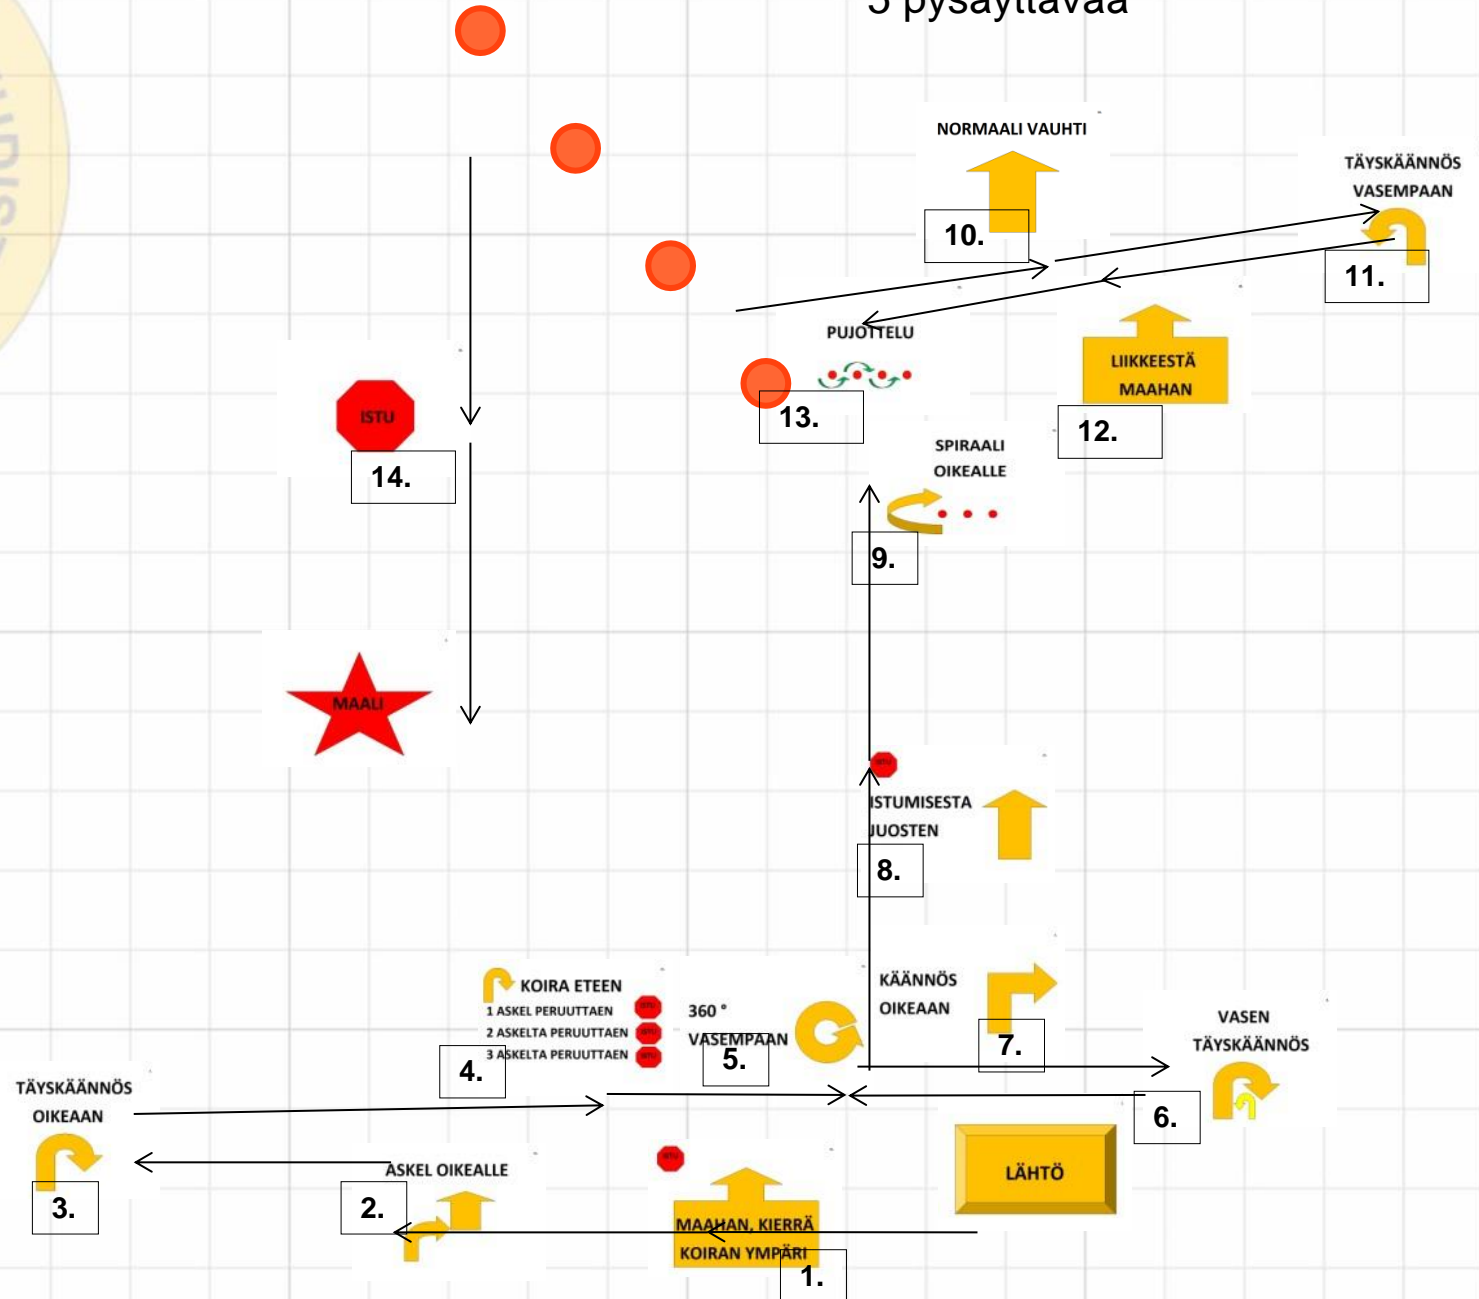 5 pysäyttävää
NORMAALI VAUHTI
10.
TÄYSKÄÄNNÖS
VASEMPAAN
11.
PUJOTTELU
13.
LIIKKEESTÄ
MAAHAN
12.
ISTU
14.
SPIRAALI
OIKEALLE
9.
MAALI
ISTUMISESTA
JUOSTEN
8.
KÄÄNNÖS
OIKEAAN
7.
KOIRA ETEEN
1 ASKEL PERUUTTAEN
2 ASKELTA PERUUTTAEN
3 ASKELTA PERUUTTAEN
4.
360 °
VASEMPAAN
5.
VASEN
TÄYSKÄÄNNÖS
6.
TÄYSKÄÄNNÖS
OIKEAAN
3.
ASKEL OIKEALLE
2.
MAAHAN, KIERRÄ
KOIRAN YMPÄRI
1.
LÄHTÖ